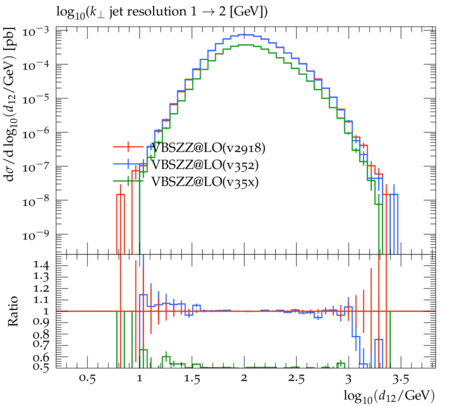 log₁₀(k⊥ jet resolution 1 → 2 [GeV])
dσ/d log₁₀(d₁₂/GeV) [pb]
10⁻³
10⁻⁴
10⁻⁵
10⁻⁶
10⁻⁷
10⁻⁸
10⁻⁹
VBSZZ@LO(v2918)
VBSZZ@LO(v352)
VBSZZ@LO(v35x)
Ratio
1.4
1.3
1.2
1.1
1
0.9
0.8
0.7
0.6
0.5
0.5 1 1.5 2 2.5 3 3.5
log₁₀(d₁₂/GeV)